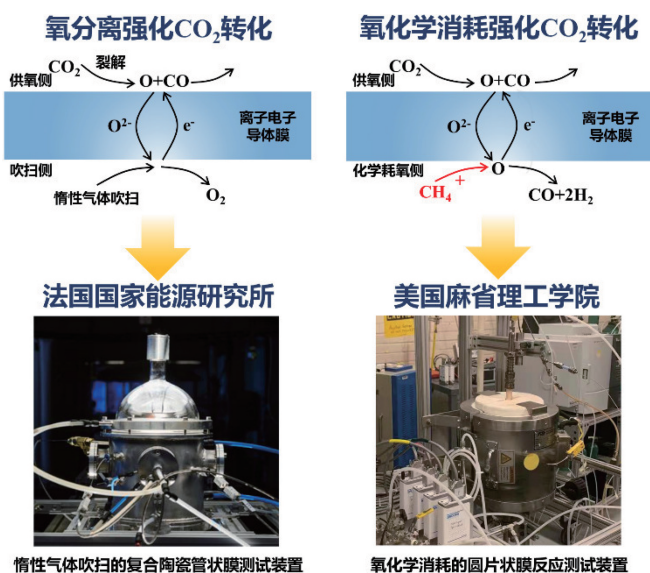 氧分离强化CO₂转化
CO₂
裂解
供氧侧
O+CO
O²⁻
e⁻
离子电子
导体膜
吹扫侧
惰性气体吹扫
O₂
法国国家能源研究所
惰性气体吹扫的复合陶瓷管状膜测试装置
氧化学消耗强化CO₂转化
CO₂
供氧侧
O+CO
O²⁻
e⁻
离子电子
导体膜
化学耗氧侧
CH₄
+
O
CO+2H₂
美国麻省理工学院
氧化学消耗的圆片状膜反应测试装置